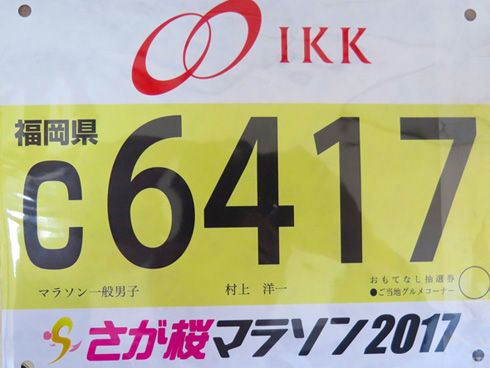 IKK
福岡県
C6417
マラソン一般男子
村上 洋一
おもてなし抽選券
●ご当地グルメコーナー
さが桜マラソン2017